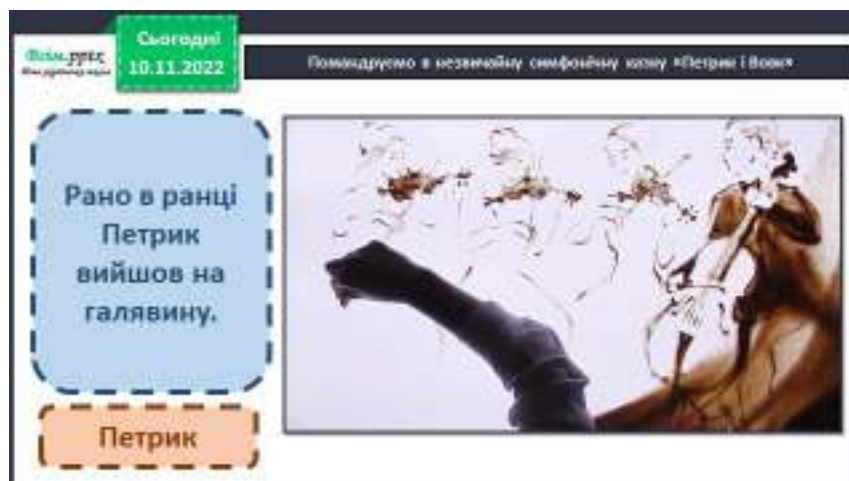 Сьогодні
10.11.2022
Помандруємо в незвичайну симфонічну казку «Петрик і Вовк»
Рано в ранці
Петрик
вийшов на
галявину.
Петрик